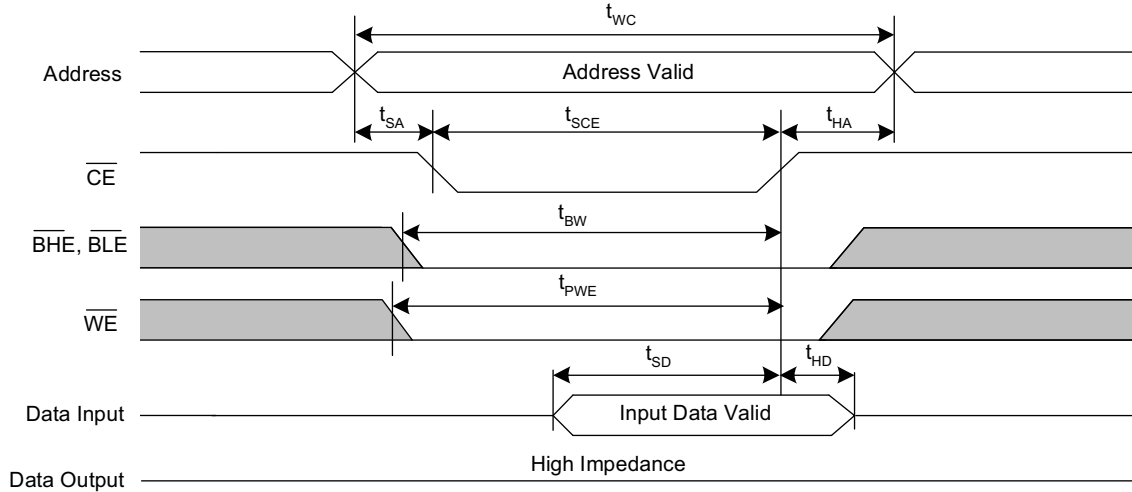 tWC
Address
Address Valid
tSA
tSCE
tHA
CE
tBW
BHE, BLE
tPWE
WE
tSD
tHD
Data Input
Input Data Valid
High Impedance
Data Output